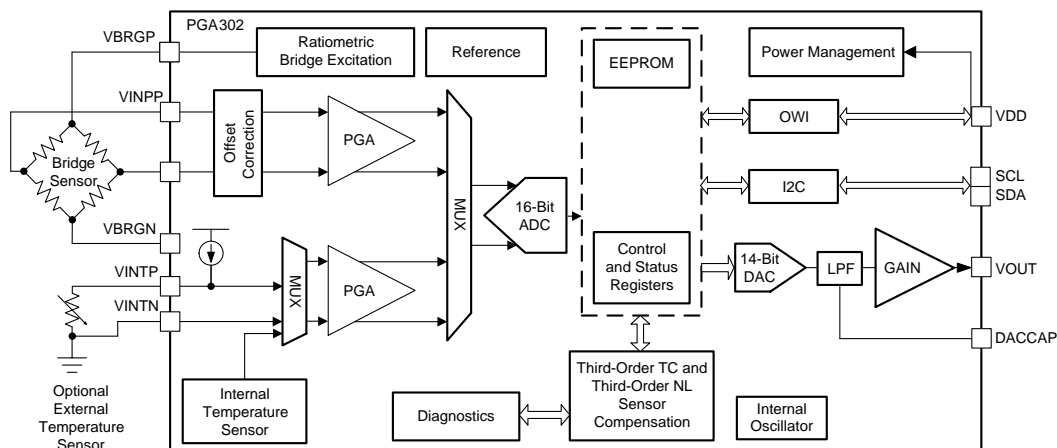 PGA302
VBRGP
Ratiometric
Bridge Excitation
Reference
EEPROM
Power Management
VINPP
Offset
Correction
PGA
MUX
OWI
VDD
Bridge
Sensor
16-Bit
ADC
I2C
SCL
SDA
VBRGN
VINTP
VINTN
MUX
PGA
Control
and Status
Registers
14-Bit
DAC
LPF
GAIN
VOUT
DACCAP
Optional
External
Temperature
Sensor
Internal
Temperature
Sensor
Diagnostics
Third-Order TC and
Third-Order NL
Sensor
Compensation
Internal
Oscillator